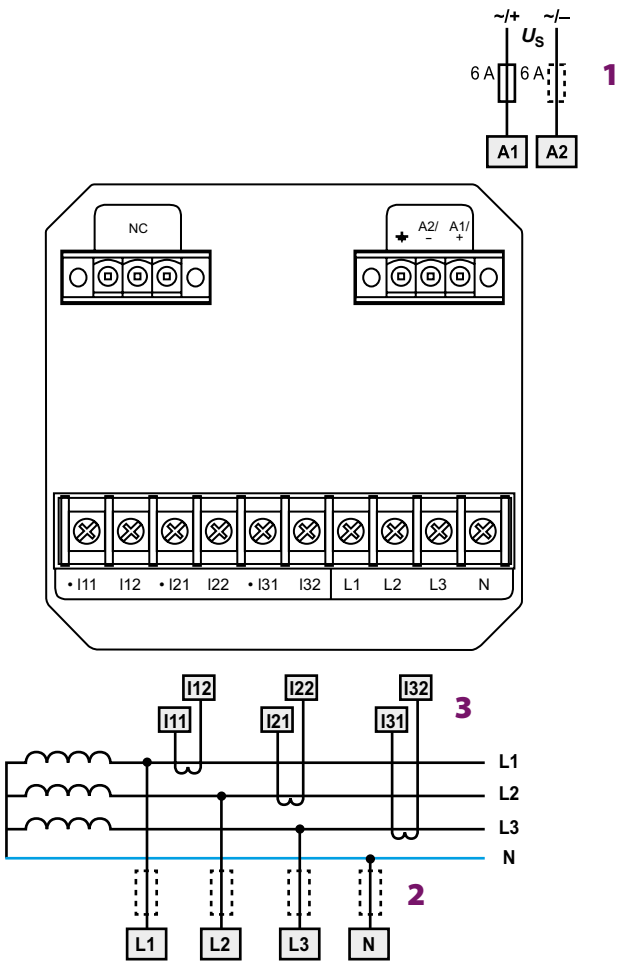 ~/+ ~/–
US
6 A 6 A 1
A1 A2
NC
A2/ A1/
– +
• I11 I12 • I21 I22 • I31 I32 L1 L2 L3 N
I12 I22 I32
I11 I21 I31 3
L1
L2
L3
N
2
L1 L2 L3 N